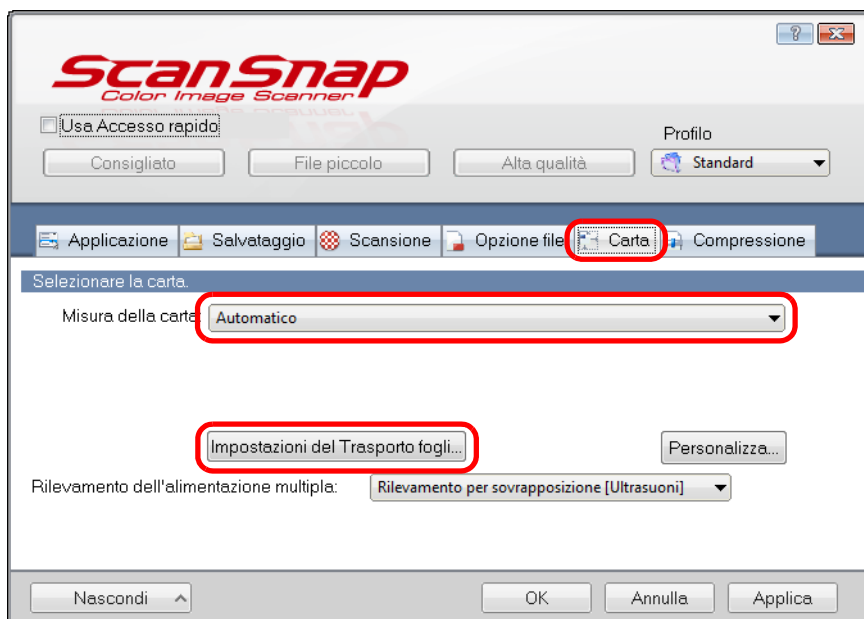 ScanSnap
Color Image Scanner
Usa Accesso rapido
Profilo
Consigliato File piccolo Alta qualità Standard
Applicazione Salvataggio Scansione Opzione file Carta Compressione
Selezionare la carta.
Misura della carta: Automatico
Impostazioni del Trasporto fogli... Personalizza...
Rilevamento dell'alimentazione multipla: Rilevamento per sovrapposizione [Ultrasuoni]
Nascondi OK Annulla Applica